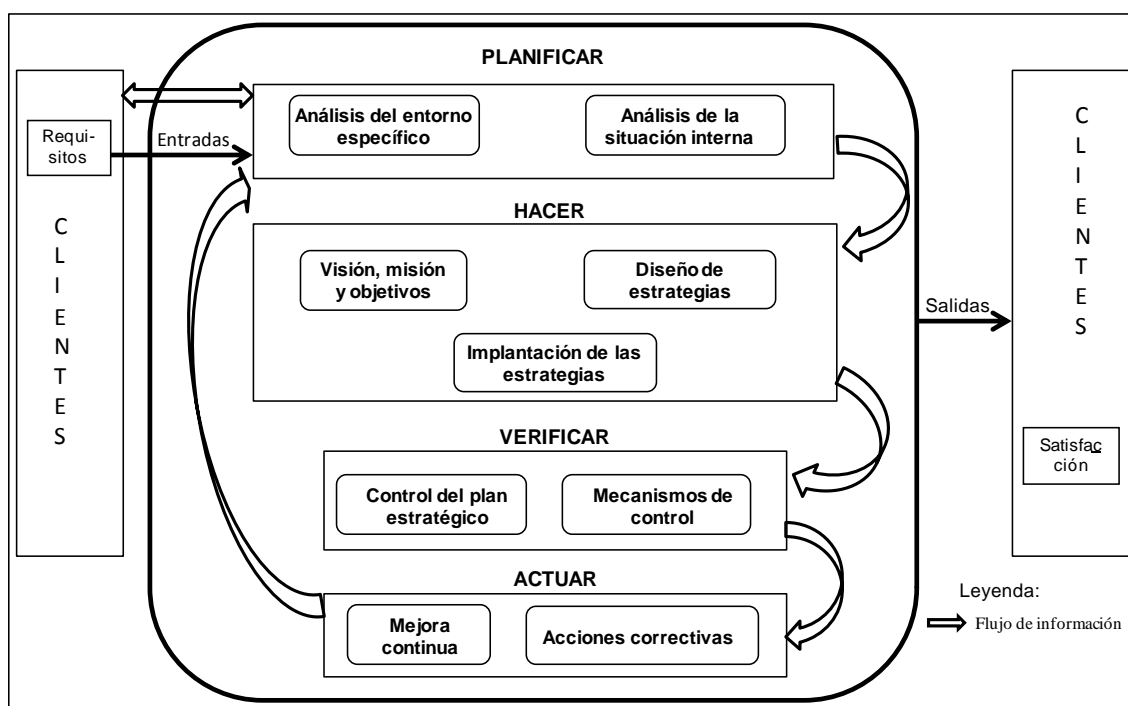 PLANIFICAR
Análisis del entorno
específico
Análisis de la
situación interna
Requi-
sitos
Entradas
C
L
I
E
N
T
E
S
HACER
Visión, misión
y objetivos
Diseño de
estrategias
Implantación de las
estrategias
VERIFICAR
Control del plan
estratégico
Mecanismos de
control
ACTUAR
Mejora
continua
Acciones correctivas
Salidas
C
L
I
E
N
T
E
S
Satisfac
ción
Leyenda:
Flujo de información